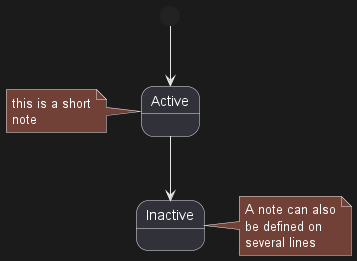 Active
this is a short
note
Inactive
A note can also
be defined on
several lines